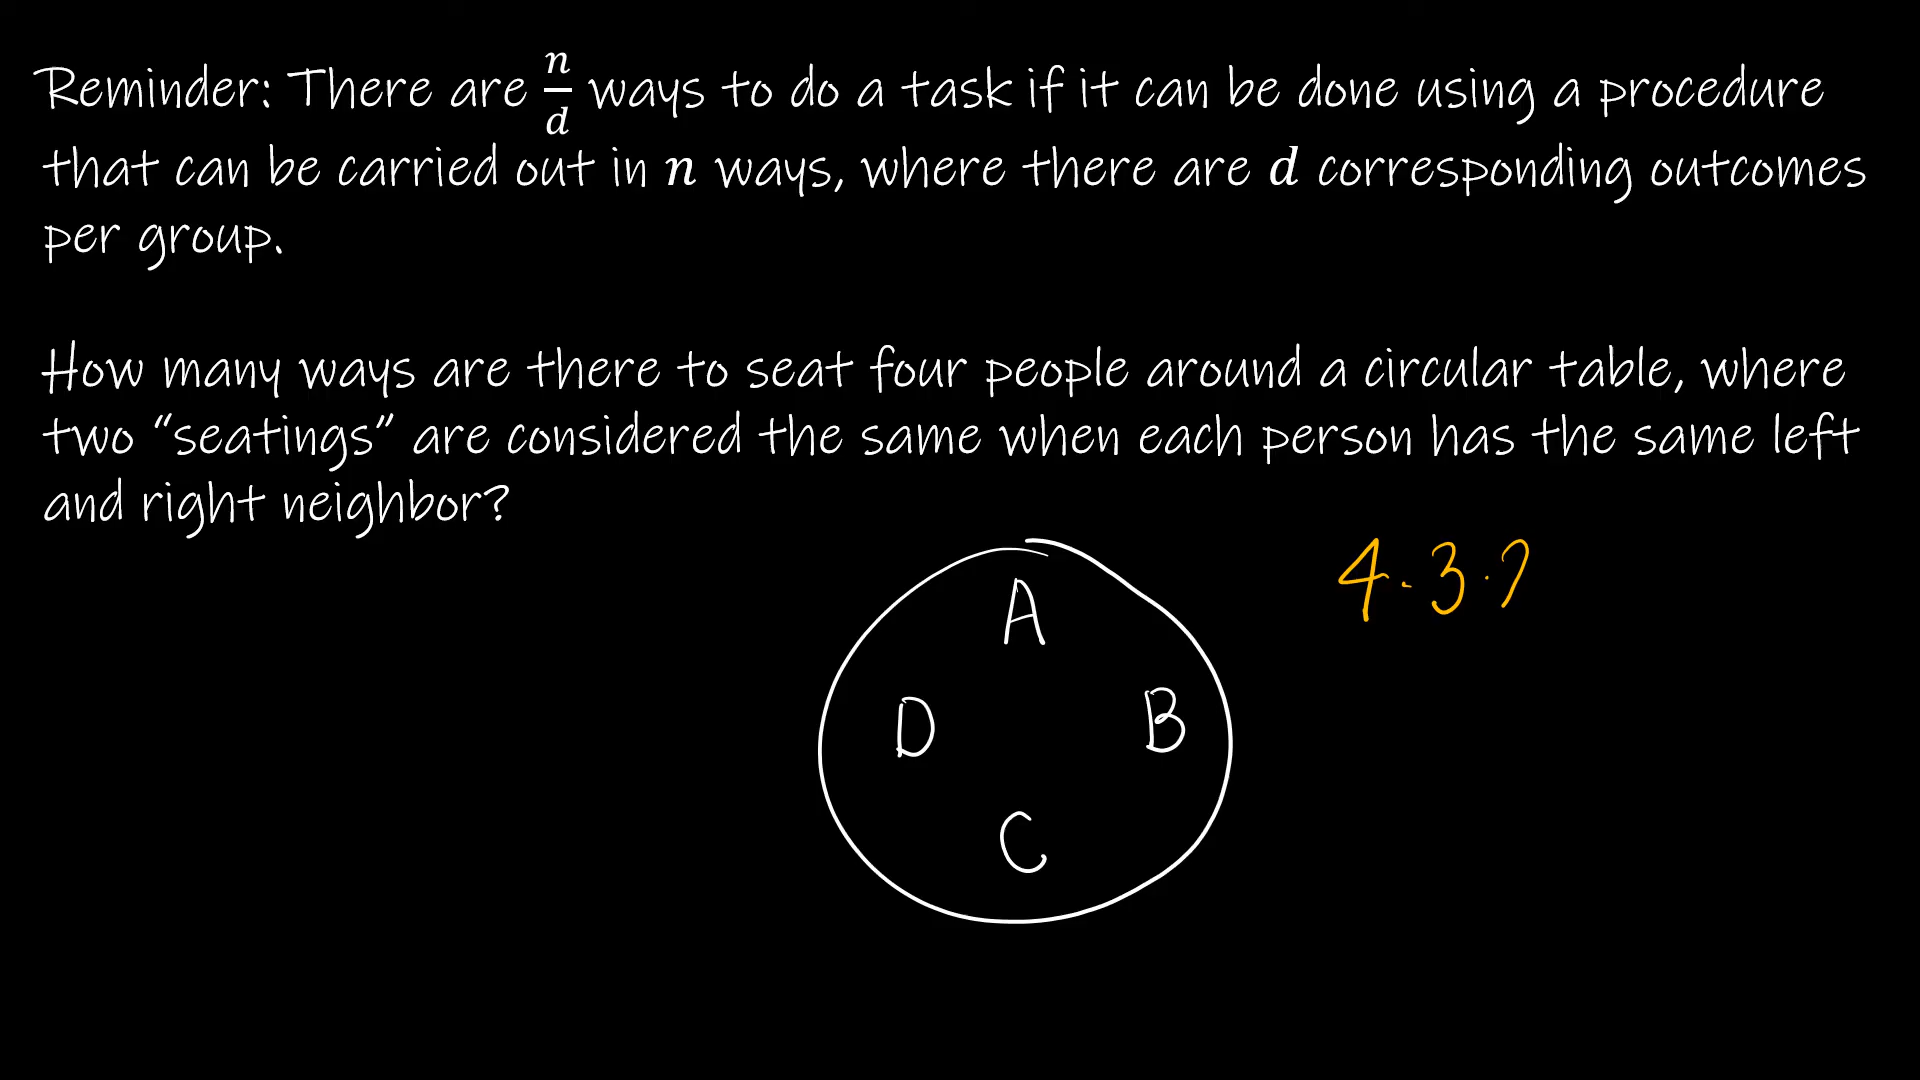 Reminder: There are n/d ways to do a task if it can be done using a procedure
that can be carried out in n ways, where there are d corresponding outcomes
per group.
How many ways are there to seat four people around a circular table, where
two “seatings” are considered the same when each person has the same left
and right neighbor?
4 · 3 ·
A
D B
C